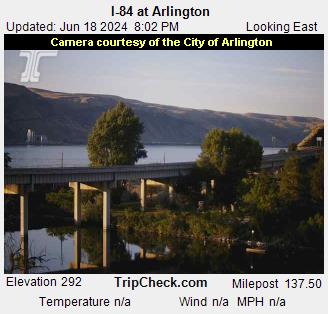 I-84 at Arlington
Updated: Jun 18 2024 8:02 PM Looking East
Camera courtesy of the City of Arlington
Elevation 292 TripCheck.com Milepost 137.50
Temperature n/a Wind n/a MPH n/a